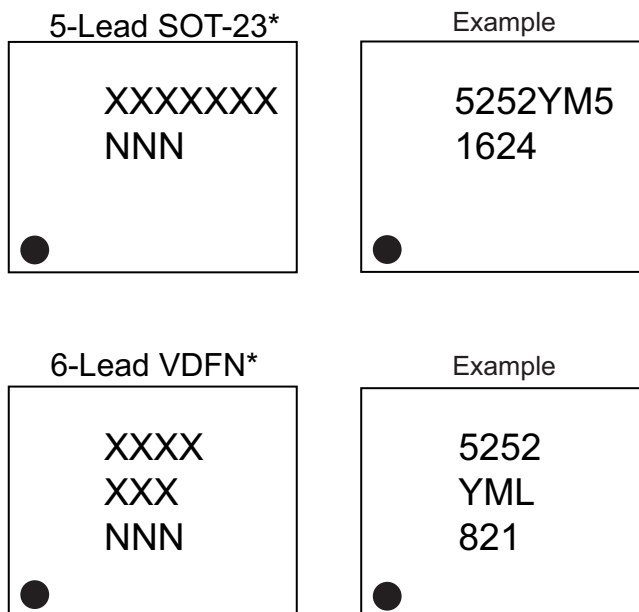 5-Lead SOT-23*
Example
XXXXXXX
NNN
5252YM5
1624
6-Lead VDFN*
Example
XXXX
XXX
NNN
5252
YML
821